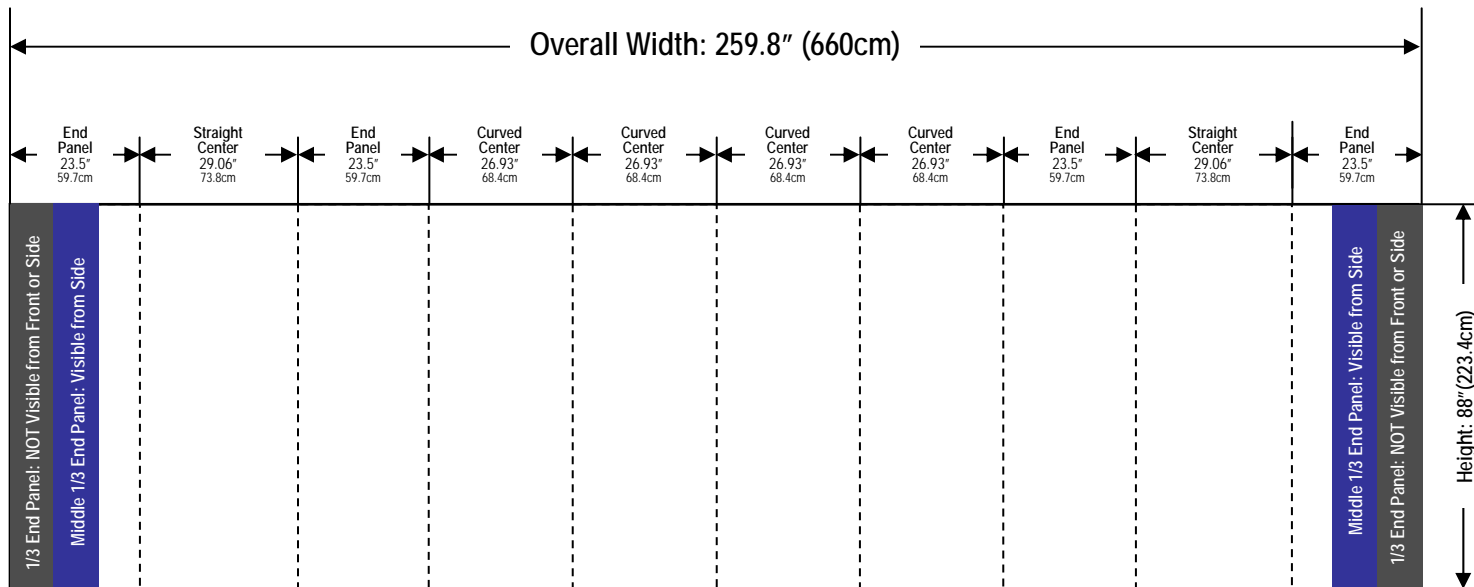 Overall Width: 259.8″ (660cm)
End
Panel
23.5″
59.7cm
Straight
Center
29.06″
73.8cm
End
Panel
23.5″
59.7cm
Curved
Center
26.93″
68.4cm
Curved
Center
26.93″
68.4cm
Curved
Center
26.93″
68.4cm
Curved
Center
26.93″
68.4cm
End
Panel
23.5″
59.7cm
Straight
Center
29.06″
73.8cm
End
Panel
23.5″
59.7cm
1/3 End Panel: NOT Visible from Front or Side
Middle 1/3 End Panel: Visible from Side
Middle 1/3 End Panel: Visible from Side
1/3 End Panel: NOT Visible from Front or Side
Height: 88″(223.4cm)